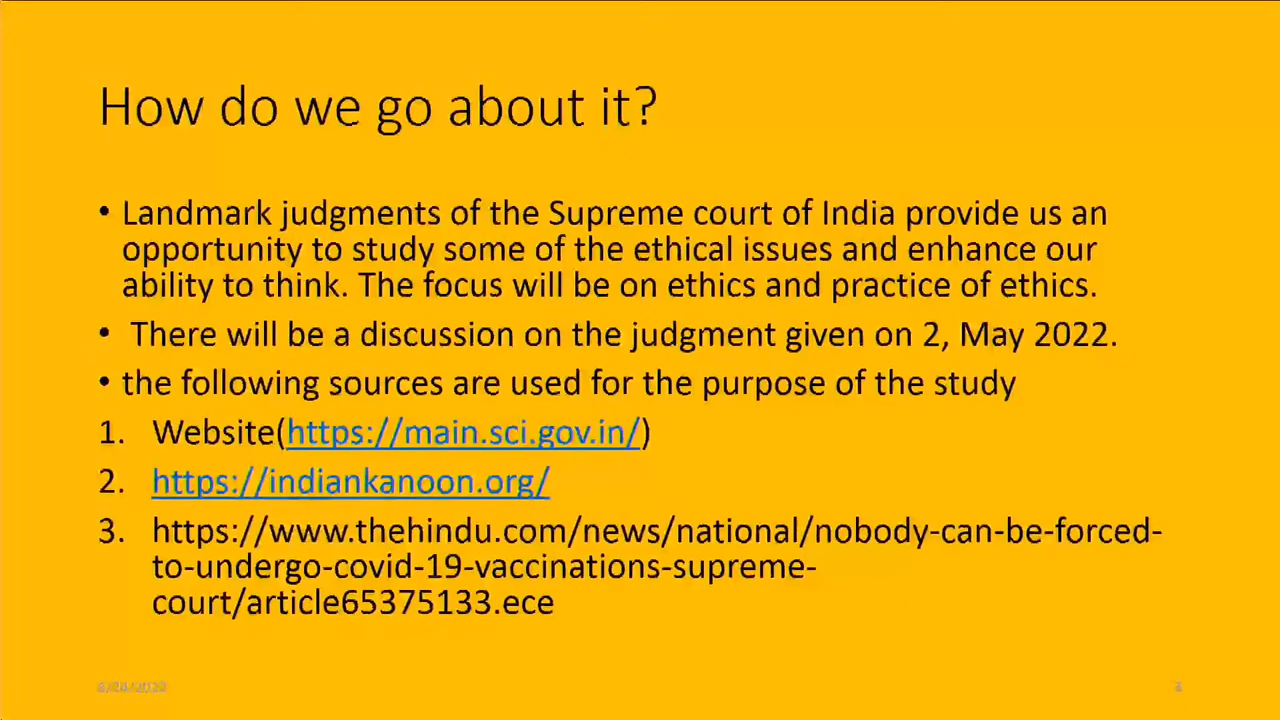 How do we go about it?
• Landmark judgments of the Supreme court of India provide us an
opportunity to study some of the ethical issues and enhance our
ability to think. The focus will be on ethics and practice of ethics.
• There will be a discussion on the judgment given on 2, May 2022.
• the following sources are used for the purpose of the study
1. Website(https://main.sci.gov.in/)
2. https://indiankanoon.org/
3. https://www.thehindu.com/news/national/nobody-can-be-forced-
to-undergo-covid-19-vaccinations-supreme-
court/article65375133.ece